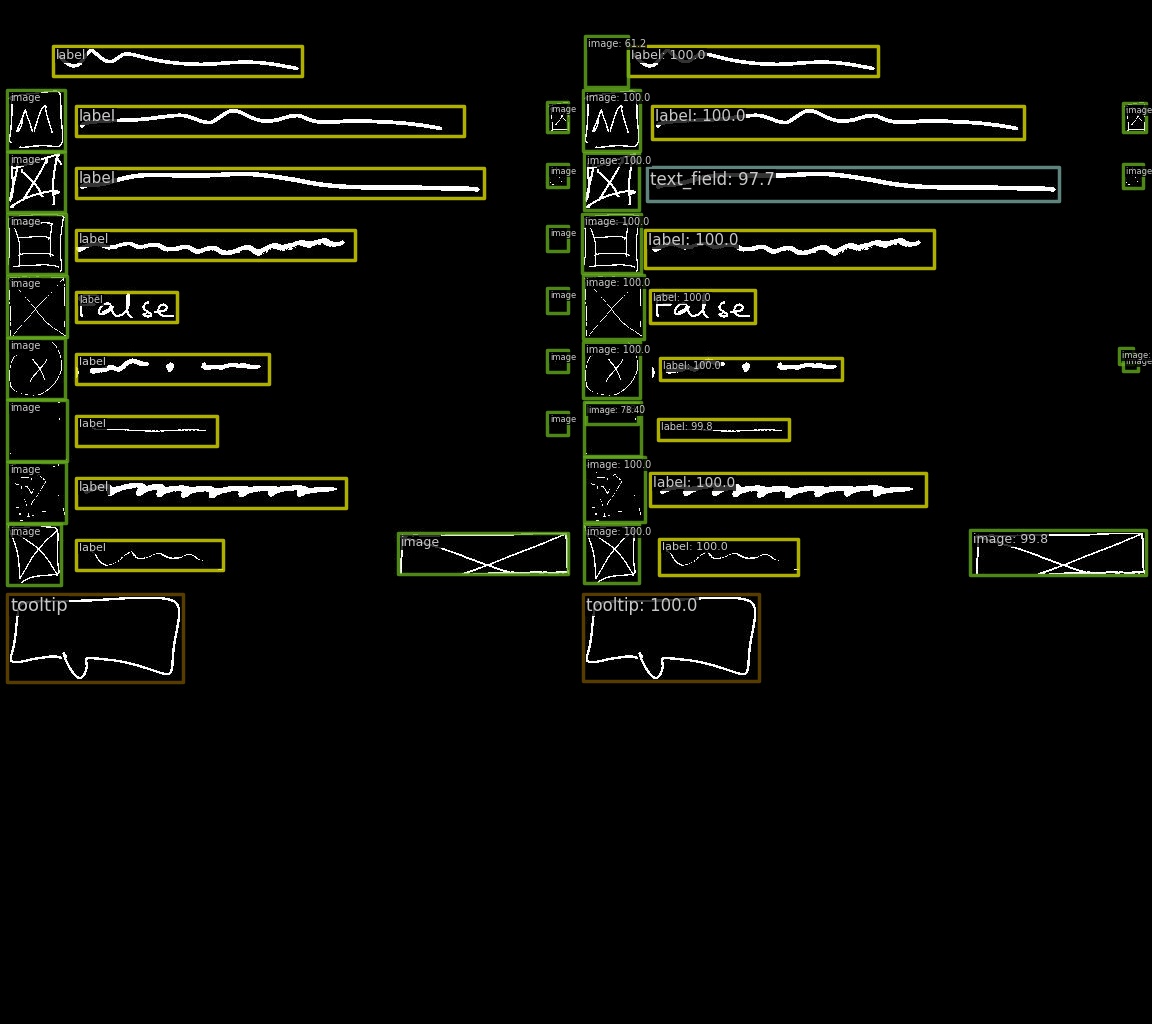 label image: 61.2 label: 100.0
image label image image: 100.0 label: 100.0 image
image label image image: 100.0 text_field: 97.7 image
image label image image: 100.0 label: 100.0
image label False image image: 100.0 label: 100.0 False
image label image image: 100.0 label: 100.0 image:
image label image image: 78.40 label: 99.8
image label image: 100.0 label: 100.0
image label image image: 100.0 label: 100.0 image: 99.8
tooltip tooltip: 100.0